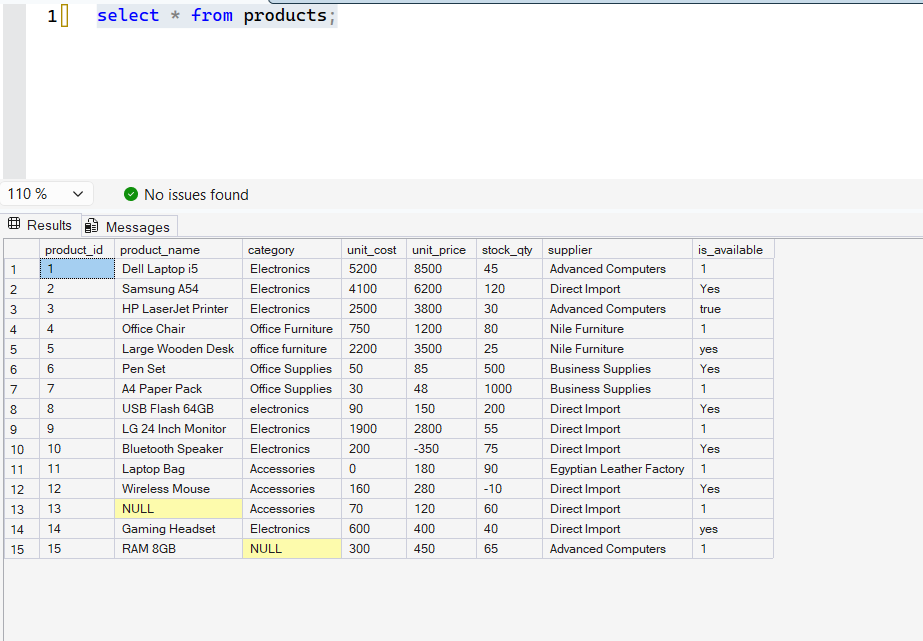 1 select * from products;
110 % No issues found
Results Messages
product_id product_name category unit_cost unit_price stock_qty supplier is_available
1 1 Dell Laptop i5 Electronics 5200 8500 45 Advanced Computers 1
2 2 Samsung A54 Electronics 4100 6200 120 Direct Import Yes
3 3 HP LaserJet Printer Electronics 2500 3800 30 Advanced Computers true
4 4 Office Chair Office Furniture 750 1200 80 Nile Furniture 1
5 5 Large Wooden Desk office furniture 2200 3500 25 Nile Furniture yes
6 6 Pen Set Office Supplies 50 85 500 Business Supplies Yes
7 7 A4 Paper Pack Office Supplies 30 48 1000 Business Supplies 1
8 8 USB Flash 64GB electronics 90 150 200 Direct Import Yes
9 9 LG 24 Inch Monitor Electronics 1900 2800 55 Direct Import 1
10 10 Bluetooth Speaker Electronics 200 -350 75 Direct Import Yes
11 11 Laptop Bag Accessories 0 180 90 Egyptian Leather Factory 1
12 12 Wireless Mouse Accessories 160 280 -10 Direct Import Yes
13 13 NULL Accessories 70 120 60 Direct Import 1
14 14 Gaming Headset Electronics 600 400 40 Direct Import yes
15 15 RAM 8GB NULL 300 450 65 Advanced Computers 1